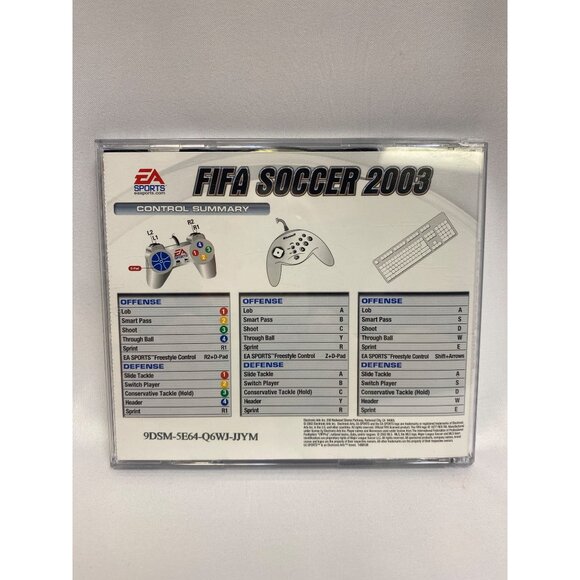 EA
SPORTS
easports.com
FIFA SOCCER 2003
CONTROL SUMMARY
L2
L1
R2
R1
D-Pad
OFFENSE
Lob 1
Smart Pass 2
Shoot 3
Through Ball 4
Sprint R1
EA SPORTS™ Freestyle Control R2+D-Pad
DEFENSE
Slide Tackle 1
Switch Player 2
Conservative Tackle (Hold) 3
Header 4
Sprint R1
OFFENSE
Lob A
Smart Pass B
Shoot C
Through Ball Y
Sprint R
EA SPORTS™ Freestyle Control Z+D-Pad
DEFENSE
Slide Tackle A
Switch Player B
Conservative Tackle (Hold) C
Header Y
Sprint R
OFFENSE
Lob A
Smart Pass S
Shoot D
Through Ball W
Sprint E
EA SPORTS™ Freestyle Control Shift+Arrows
DEFENSE
Slide Tackle A
Switch Player S
Conservative Tackle (Hold) D
Header W
Sprint E
9DSM-5E64-Q6WJ-JJYM